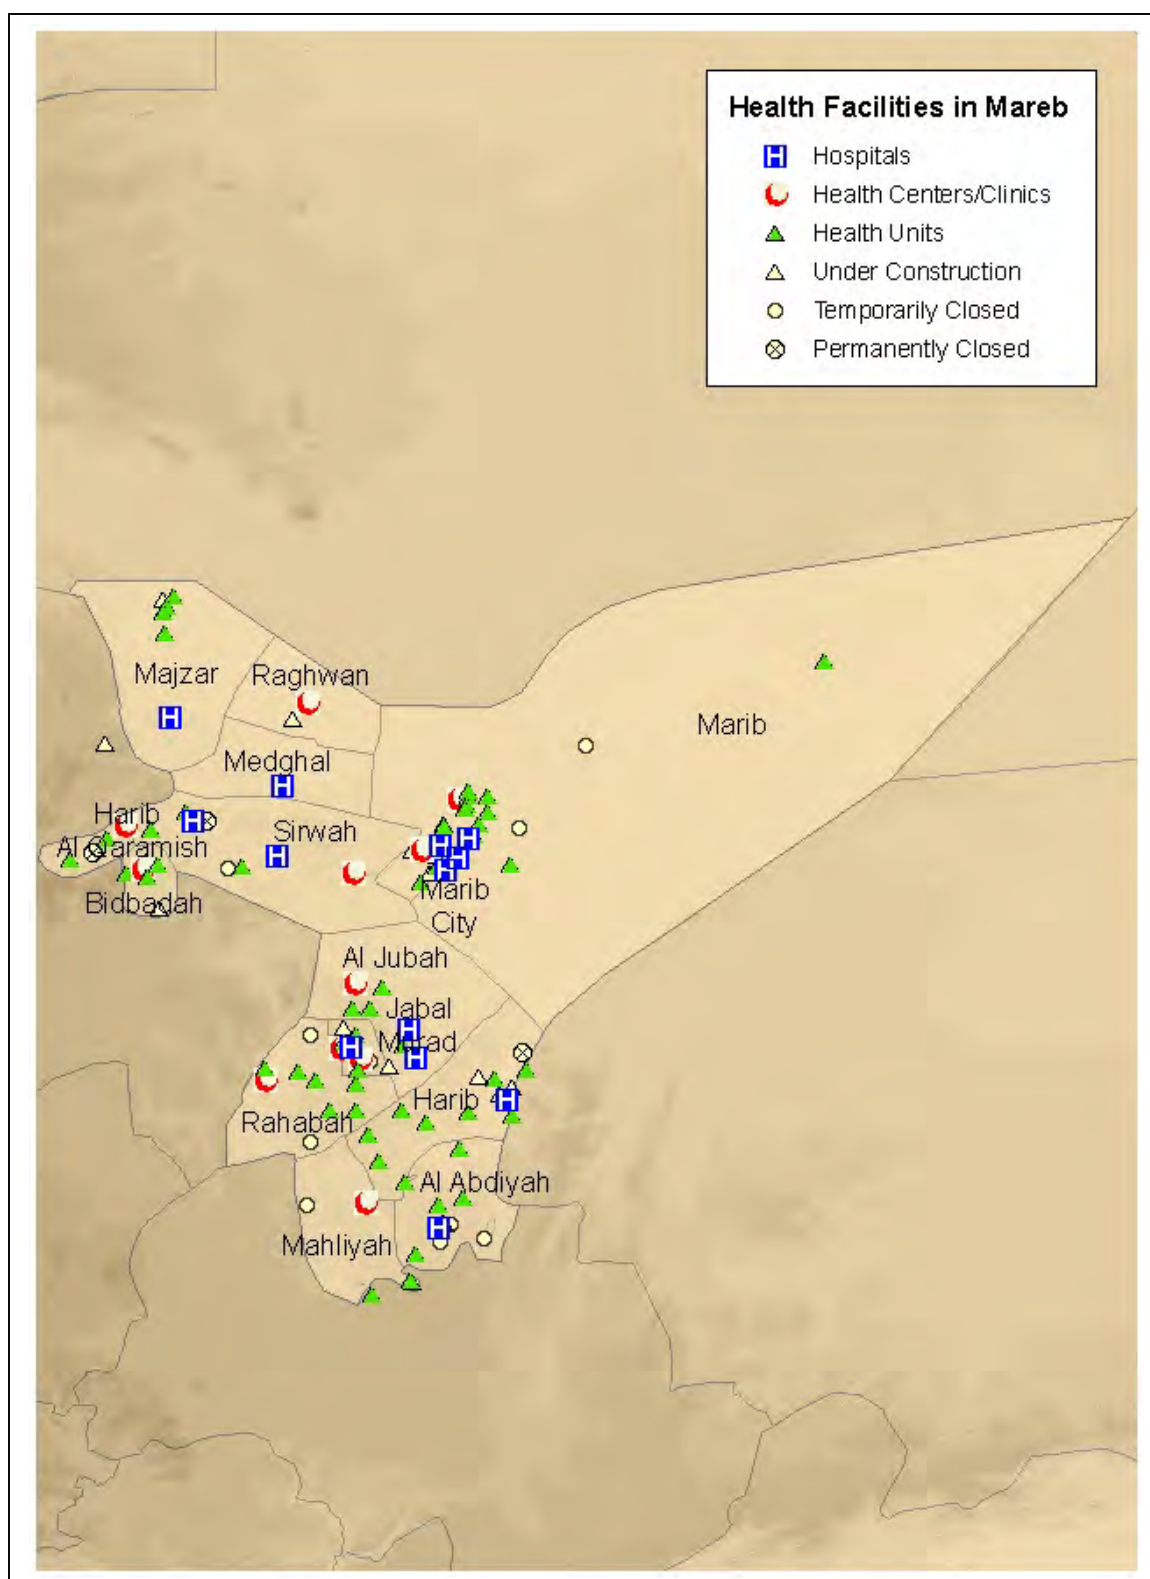 Health Facilities in Mareb
H Hospitals
Health Centers/Clinics
Health Units
Under Construction
Temporarily Closed
Permanently Closed
Majzar
Raghwan
H
Marib
Medghal
H
Harib
H
Sirwah
Al Qaramish
H
H
H
H
H
Bidbadah
Marib
City
Al Jubah
Jabal
H
Murad
H
H
Harib
H
Rahabah
Al Abdiyah
H
Mahliyah